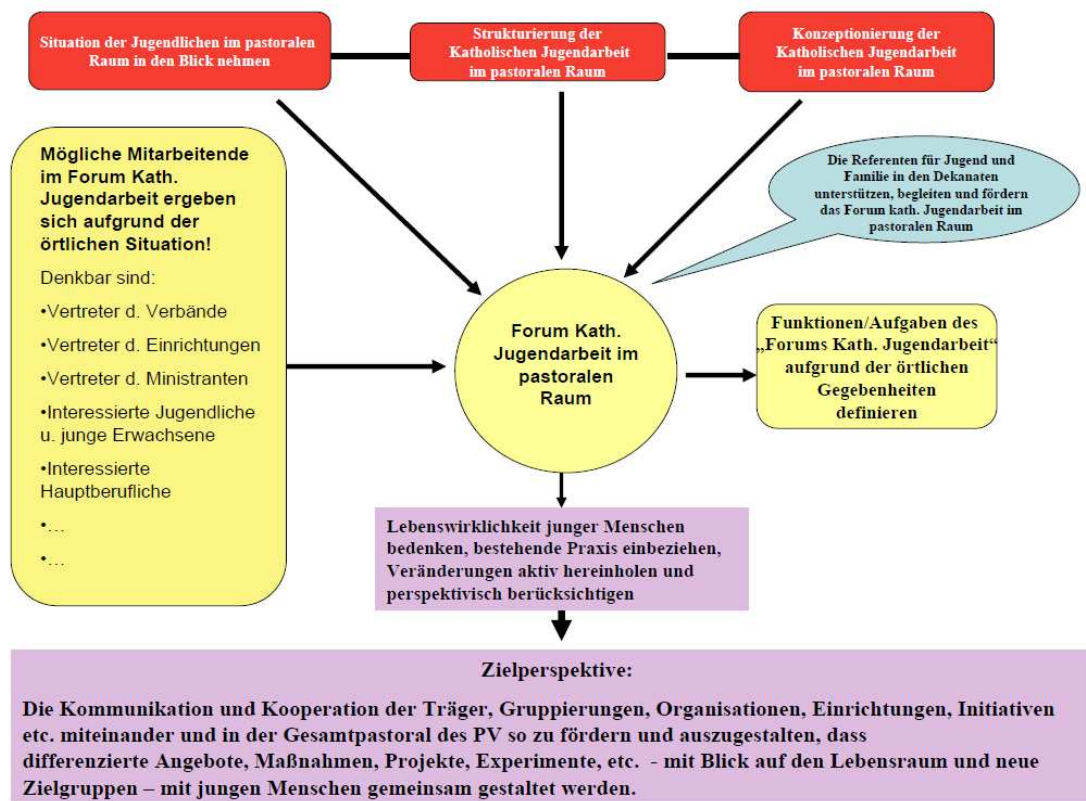 Situation der Jugendlichen im pastoralen
Raum in den Blick nehmen
Strukturierung der
Katholischen Jugendarbeit
im pastoralen Raum
Konzeptionierung der
Katholischen Jugendarbeit
im pastoralen Raum
Mögliche Mitarbeitende
im Forum Kath.
Jugendarbeit ergeben
sich aufgrund der
örtlichen Situation!
Denkbar sind:
•Vertreter d. Verbände
•Vertreter d. Einrichtungen
•Vertreter d. Ministranten
•Interessierte Jugendliche
u. junge Erwachsene
•Interessierte
Hauptberufliche
•…
•…
Die Referenten für Jugend und
Familie in den Dekanaten
unterstützen, begleiten und fördern
das Forum kath. Jugendarbeit im
pastoralen Raum
Forum Kath.
Jugendarbeit im
pastoralen
Raum
Funktionen/Aufgaben des
„Forums Kath. Jugendarbeit“
aufgrund der örtlichen
Gegebenheiten
definieren
Lebenswirklichkeit junger Menschen
bedenken, bestehende Praxis einbeziehen,
Veränderungen aktiv hereinholen und
perspektivisch berücksichtigen
Zielperspektive:
Die Kommunikation und Kooperation der Träger, Gruppierungen, Organisationen, Einrichtungen, Initiativen
etc. miteinander und in der Gesamtpastoral des PV so zu fördern und auszugestalten, dass
differenzierte Angebote, Maßnahmen, Projekte, Experimente, etc. - mit Blick auf den Lebensraum und neue
Zielgruppen – mit jungen Menschen gemeinsam gestaltet werden.